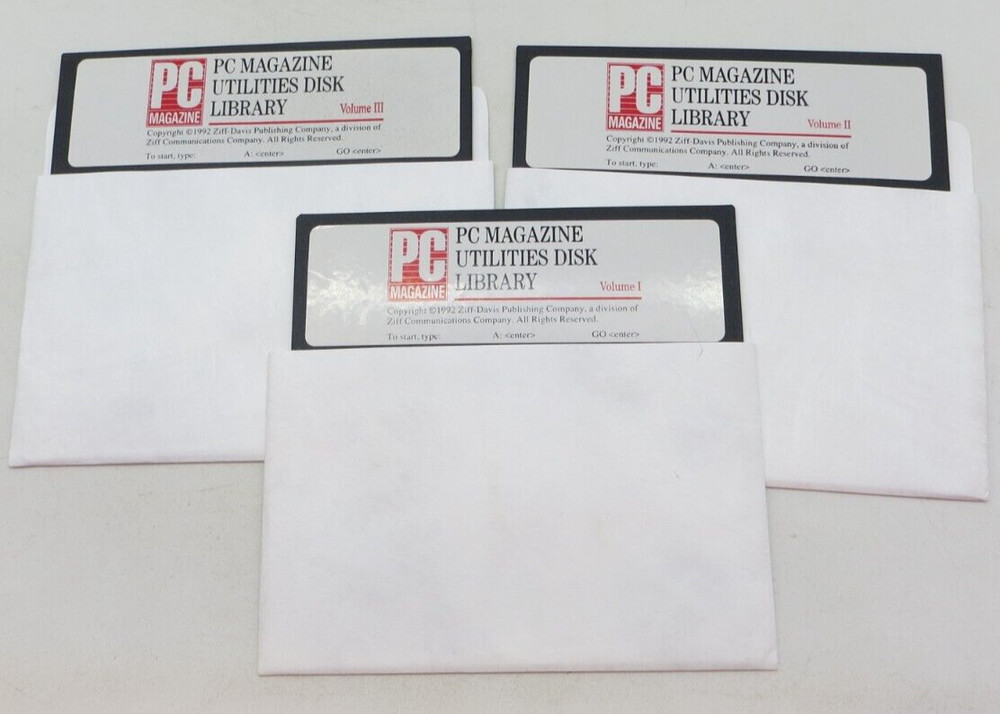 PC
MAGAZINE
PC MAGAZINE
UTILITIES DISK
LIBRARY
Volume III
Copyright ©1992 Ziff-Davis Publishing Company, a division of
Ziff Communications Company. All Rights Reserved.
To start, type: A: <enter> GO <enter>
PC
MAGAZINE
PC MAGAZINE
UTILITIES DISK
LIBRARY
Volume II
Copyright ©1992 Ziff-Davis Publishing Company, a division of
Ziff Communications Company. All Rights Reserved.
To start, type: A: <enter> GO <enter>
PC
MAGAZINE
PC MAGAZINE
UTILITIES DISK
LIBRARY
Volume I
Copyright ©1992 Ziff-Davis Publishing Company, a division of
Ziff Communications Company. All Rights Reserved.
To start, type: A: <enter> GO <enter>